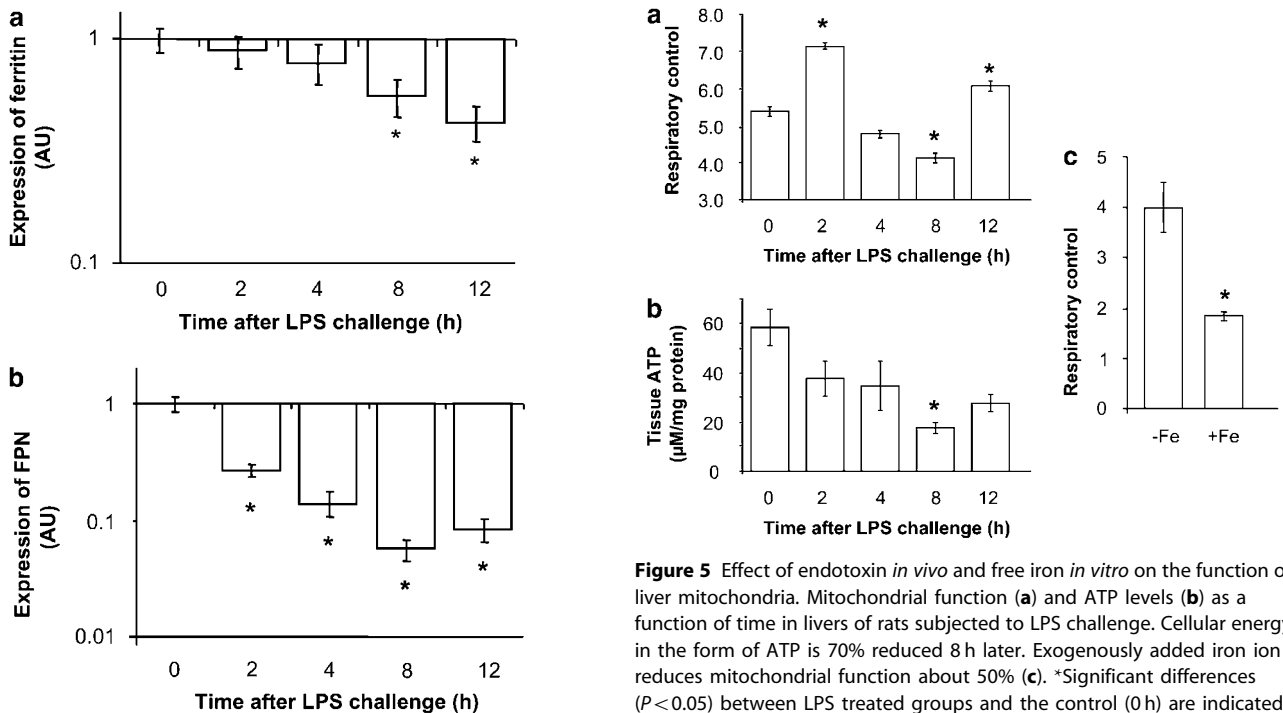 a
Expression of ferritin
(AU)
1
0.1
0 2 4 8 12
* *
Time after LPS challenge (h)
b
Expression of FPN
(AU)
1
0.1
0.01
* * * *
0 2 4 8 12
Time after LPS challenge (h)
a
Respiratory control
8.0
7.0
6.0
5.0
4.0
3.0
* * *
0 2 4 8 12
Time after LPS challenge (h)
b
Tissue ATP
(µM/mg protein)
60
40
20
0
*
0 2 4 8 12
Time after LPS challenge (h)
c
Respiratory control
5
4
3
2
1
0
*
-Fe +Fe
Figure 5 Effect of endotoxin in vivo and free iron in vitro on the function o
liver mitochondria. Mitochondrial function (a) and ATP levels (b) as a
function of time in livers of rats subjected to LPS challenge. Cellular energy
in the form of ATP is 70% reduced 8 h later. Exogenously added iron ion
reduces mitochondrial function about 50% (c). *Significant differences
(P<0.05) between LPS treated groups and the control (0 h) are indicated